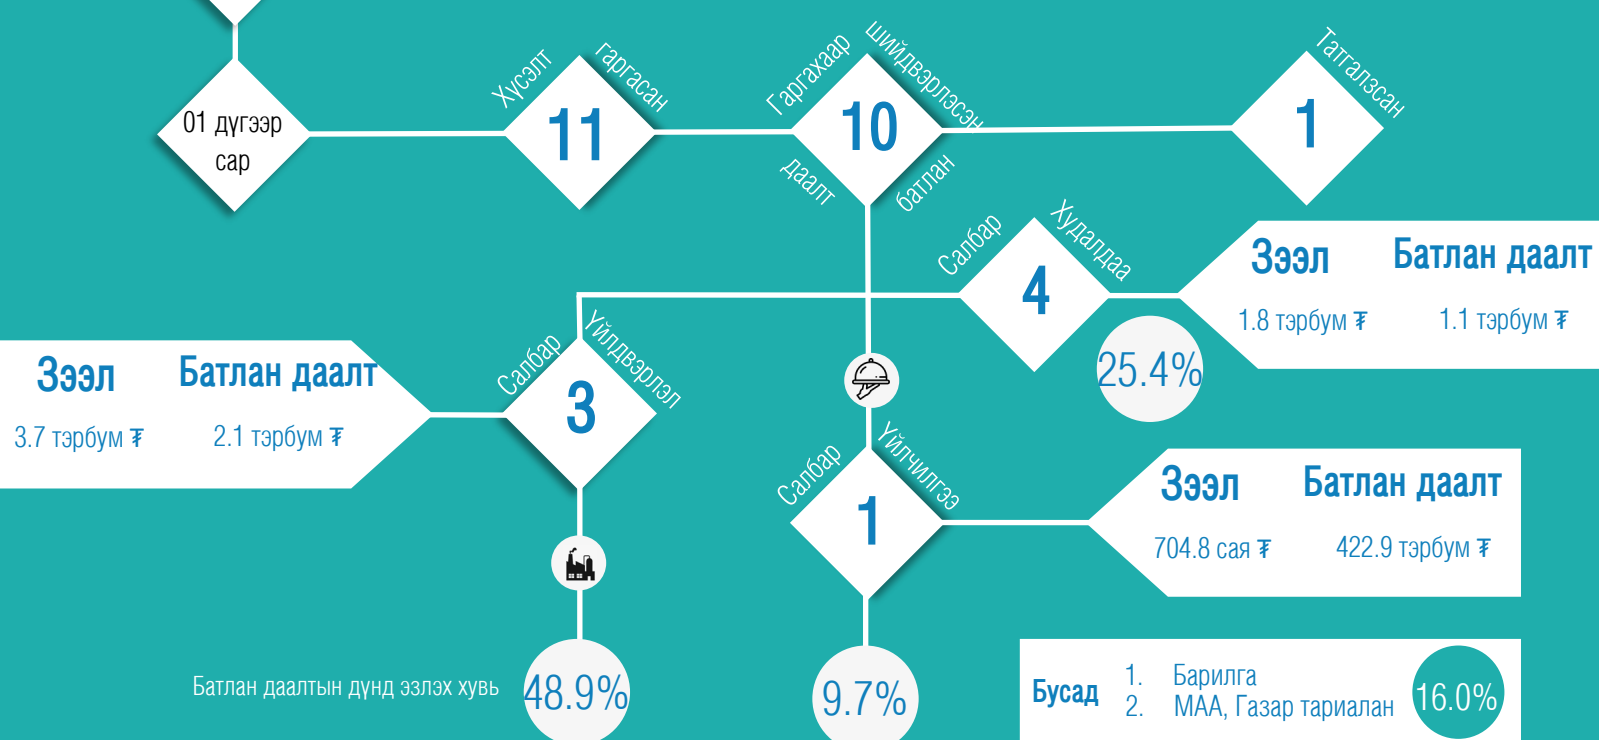 01 дүгээр
сар
Хүсэлт гаргасан
11
Гаргахаар шийдвэрлэсэн
10
даалт батлан
Татгалзсан
1
Салбар Худалдаа
4
Зээл Батлан даалт
1.8 тэрбум ₮ 1.1 тэрбум ₮
25.4%
Салбар Үйлдвэрлэл
3
Зээл Батлан даалт
3.7 тэрбум ₮ 2.1 тэрбум ₮
Салбар Үйлчилгээ
1
Зээл Батлан даалт
704.8 сая ₮ 422.9 тэрбум ₮
Батлан даалтын дүнд эзлэх хувь
48.9%
9.7%
Бусад
1. Барилга
2. МАА, Газар тариалан
16.0%